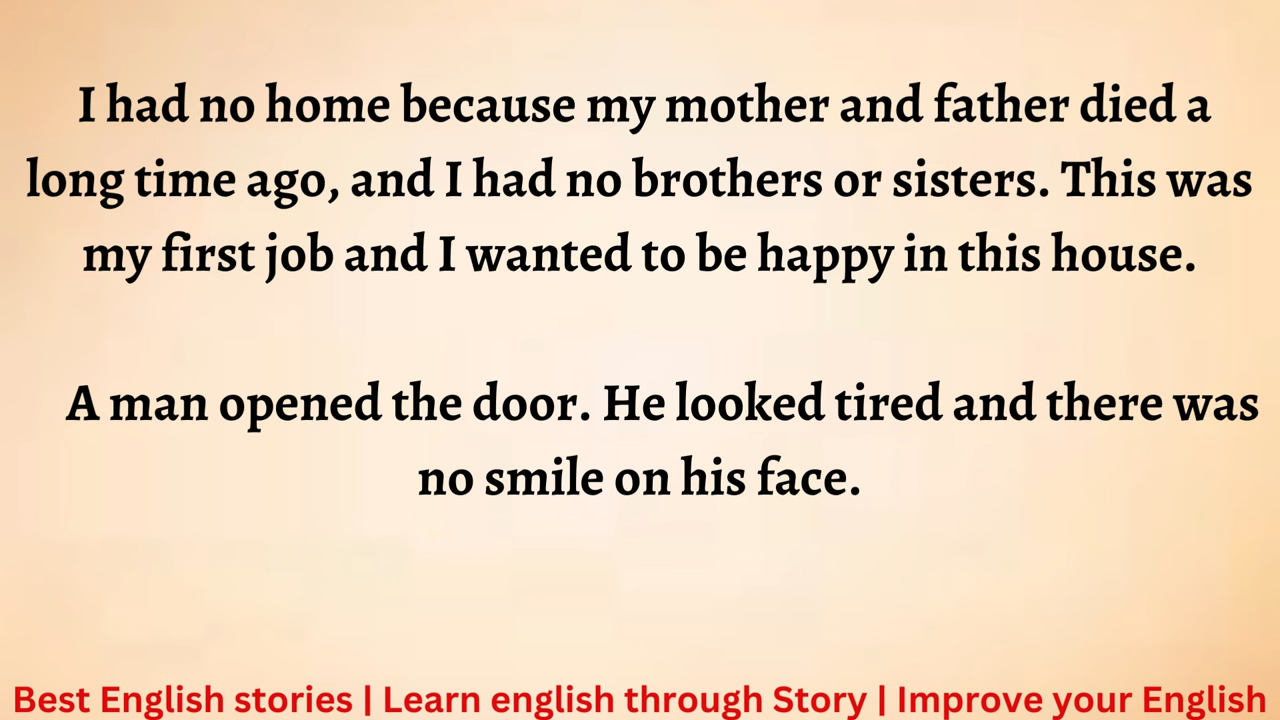 I had no home because my mother and father died a
long time ago, and I had no brothers or sisters. This was
my first job and I wanted to be happy in this house.
A man opened the door. He looked tired and there was
no smile on his face.
Best English stories | Learn english through Story | Improve your English